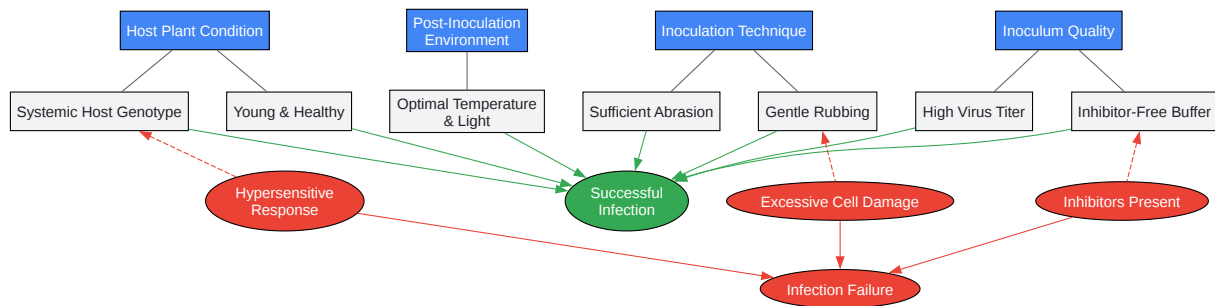 Host Plant Condition
Post-Inoculation
Environment
Inoculation Technique
Inoculum Quality
Systemic Host Genotype
Young & Healthy
Optimal Temperature
& Light
Sufficient Abrasion
Gentle Rubbing
High Virus Titer
Inhibitor-Free Buffer
Hypersensitive
Response
Successful
Infection
Excessive Cell Damage
Inhibitors Present
Infection Failure